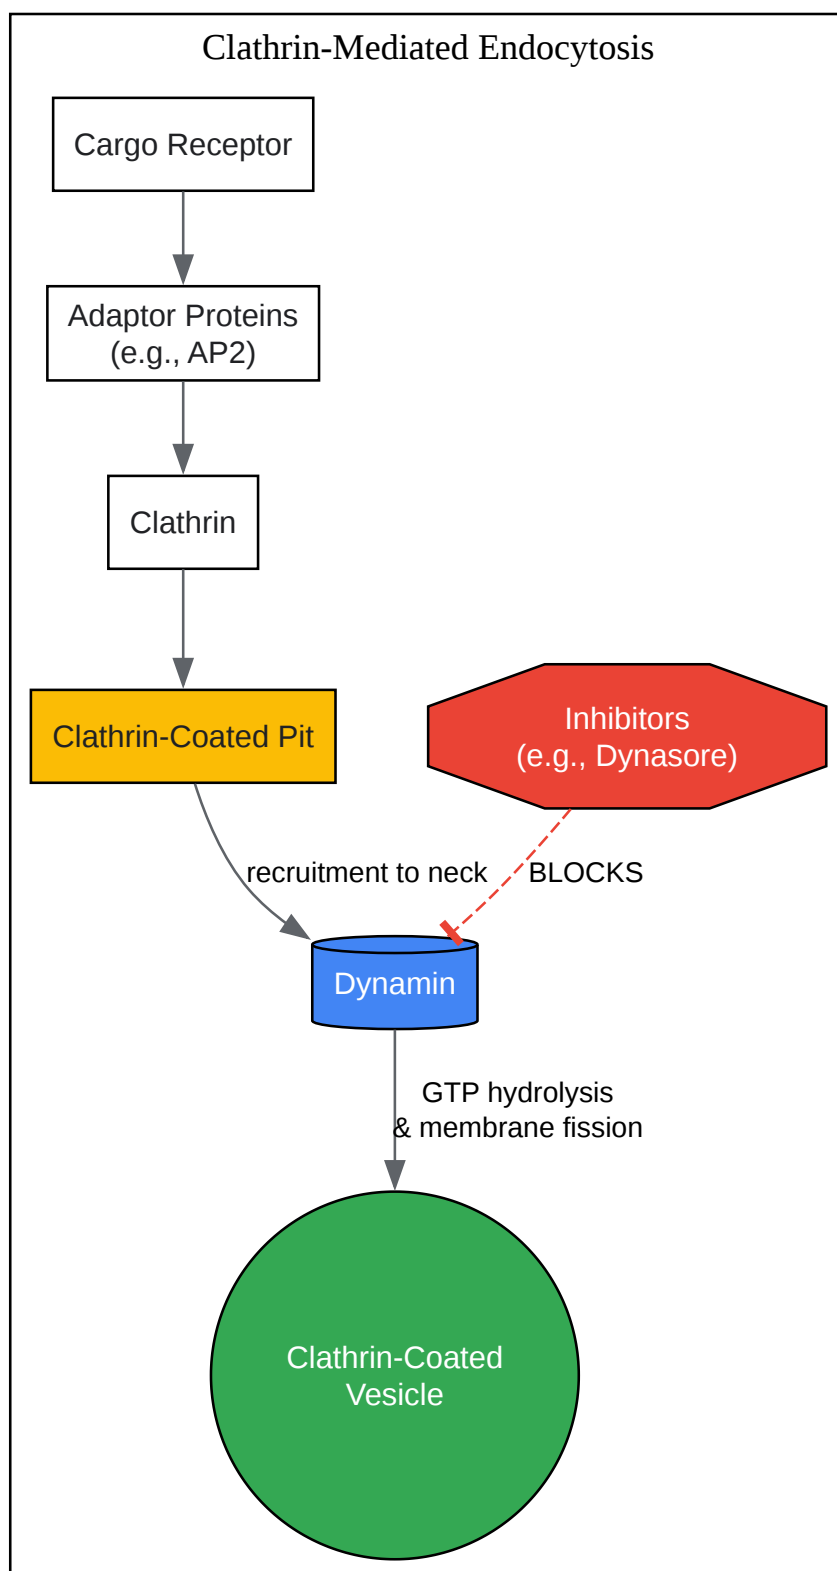 Clathrin-Mediated Endocytosis
Cargo Receptor
Adaptor Proteins
(e.g., AP2)
Clathrin
Clathrin-Coated Pit
Inhibitors
(e.g., Dynasore)
recruitment to neck
BLOCKS
Dynamin
GTP hydrolysis
& membrane fission
Clathrin-Coated
Vesicle